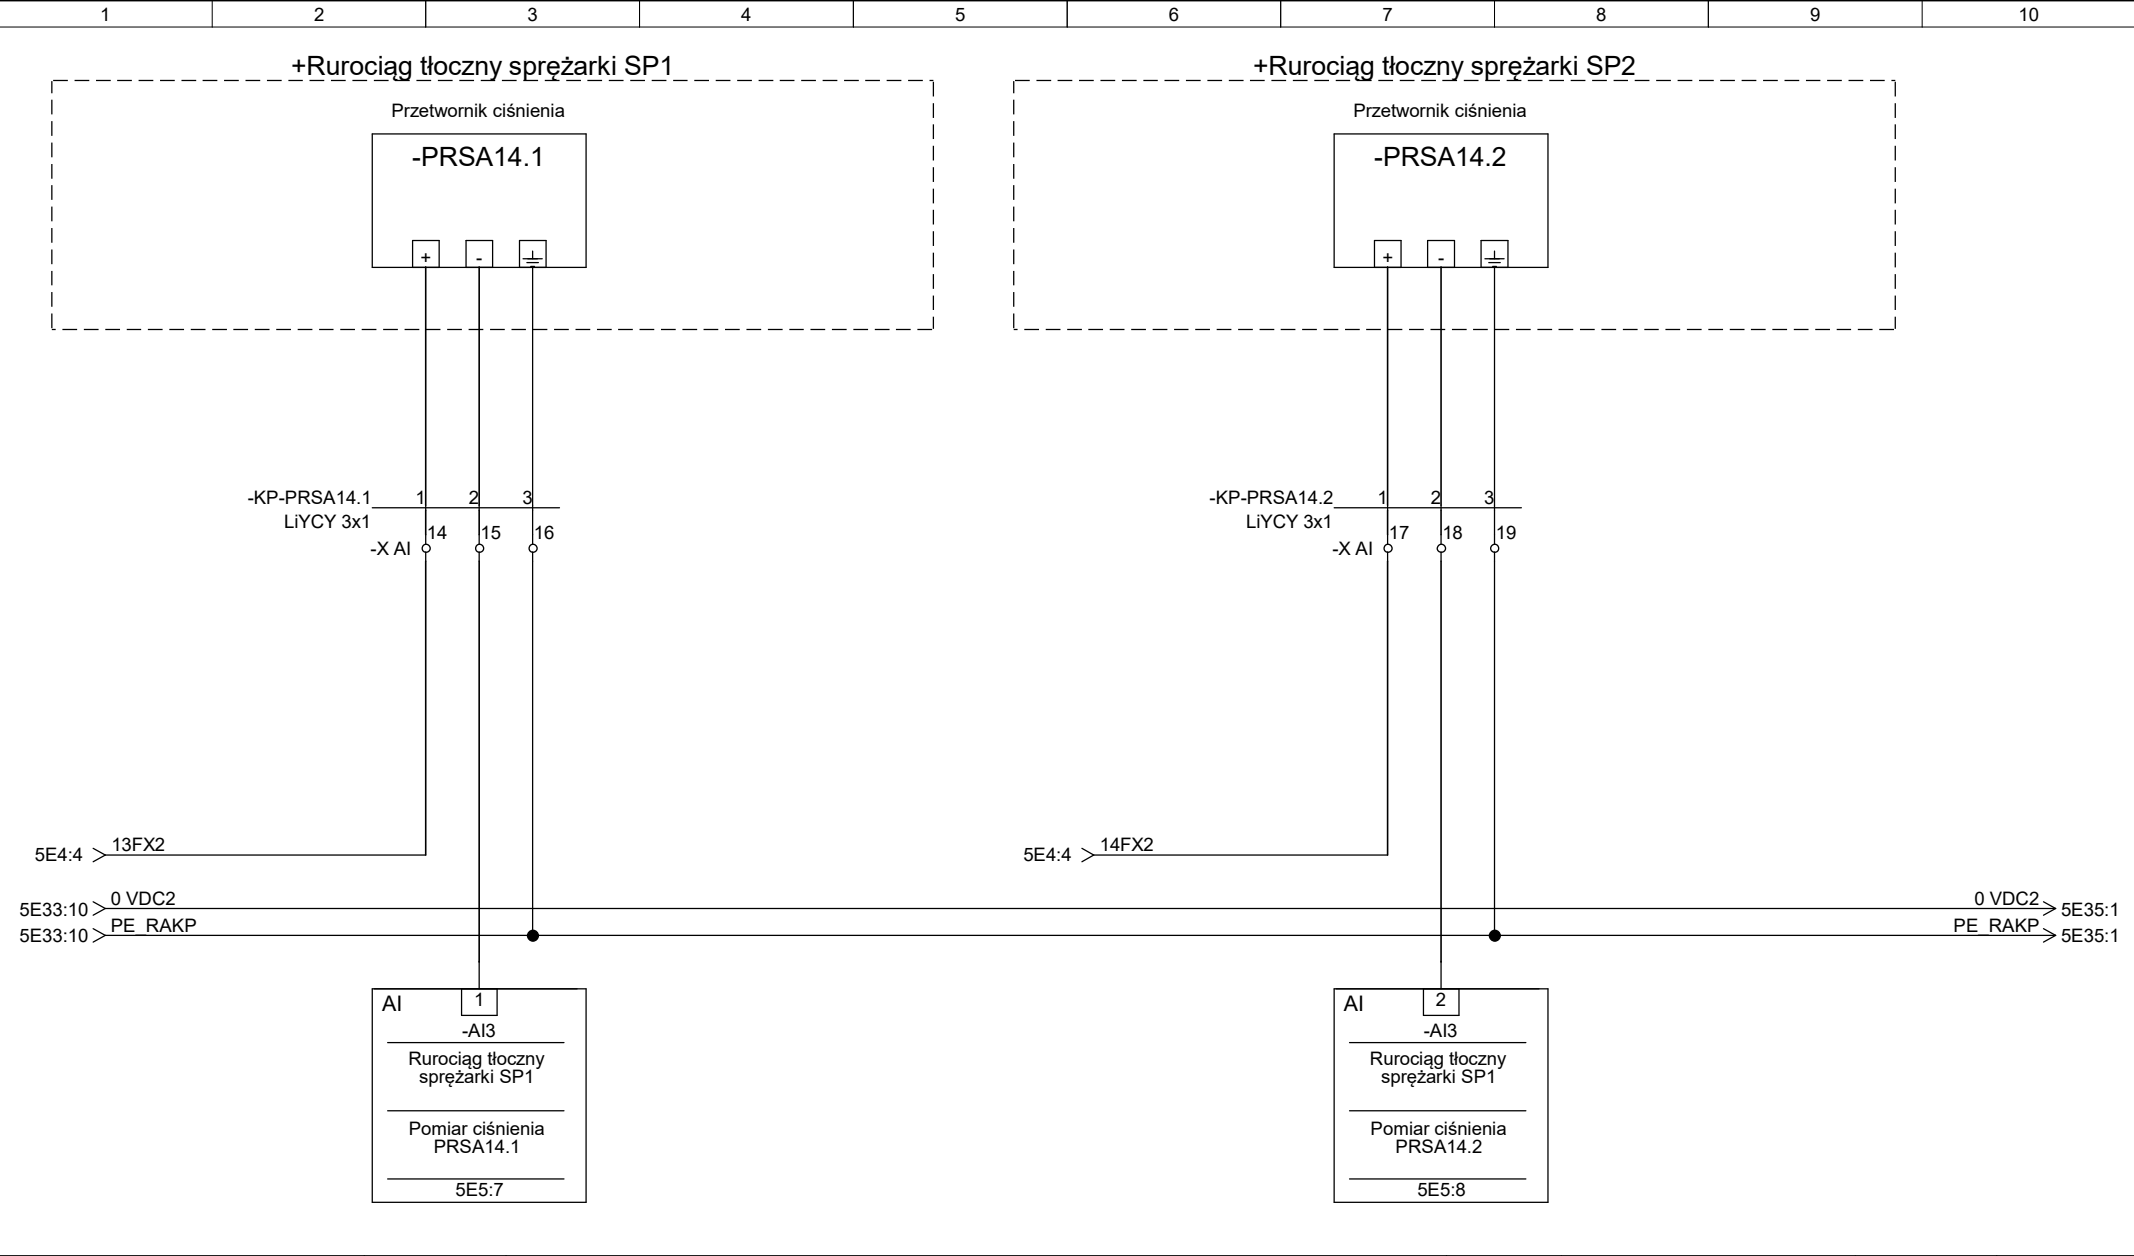 1 2 3 4 5 6 7 8 9 10
+Rurociąg tłoczny sprężarki SP1
Przetwornik ciśnienia
-PRSA14.1
+ -
-KP-PRSA14.1 1 2 3
LiYCY 3x1
14 15 16
-X AI
+Rurociąg tłoczny sprężarki SP2
Przetwornik ciśnienia
-PRSA14.2
+ -
-KP-PRSA14.2 1 2 3
LiYCY 3x1
17 18 19
-X AI
5E4:4 13FX2
5E4:4 14FX2
5E33:10 0 VDC2
0 VDC2 5E35:1
5E33:10 PE_RAKP
PE_RAKP 5E35:1
AI 1
-AI3
Rurociąg tłoczny
sprężarki SP1
Pomiar ciśnienia
PRSA14.1
5E5:7
AI 2
-AI3
Rurociąg tłoczny
sprężarki SP1
Pomiar ciśnienia
PRSA14.2
5E5:8